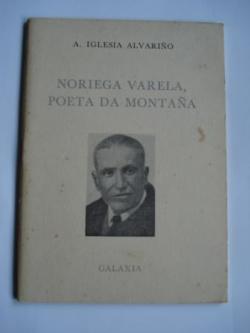 A. IGLESIA ALVARIÑO
NORIEGA VARELA,
POETA DA MONTAÑA
GALAXIA